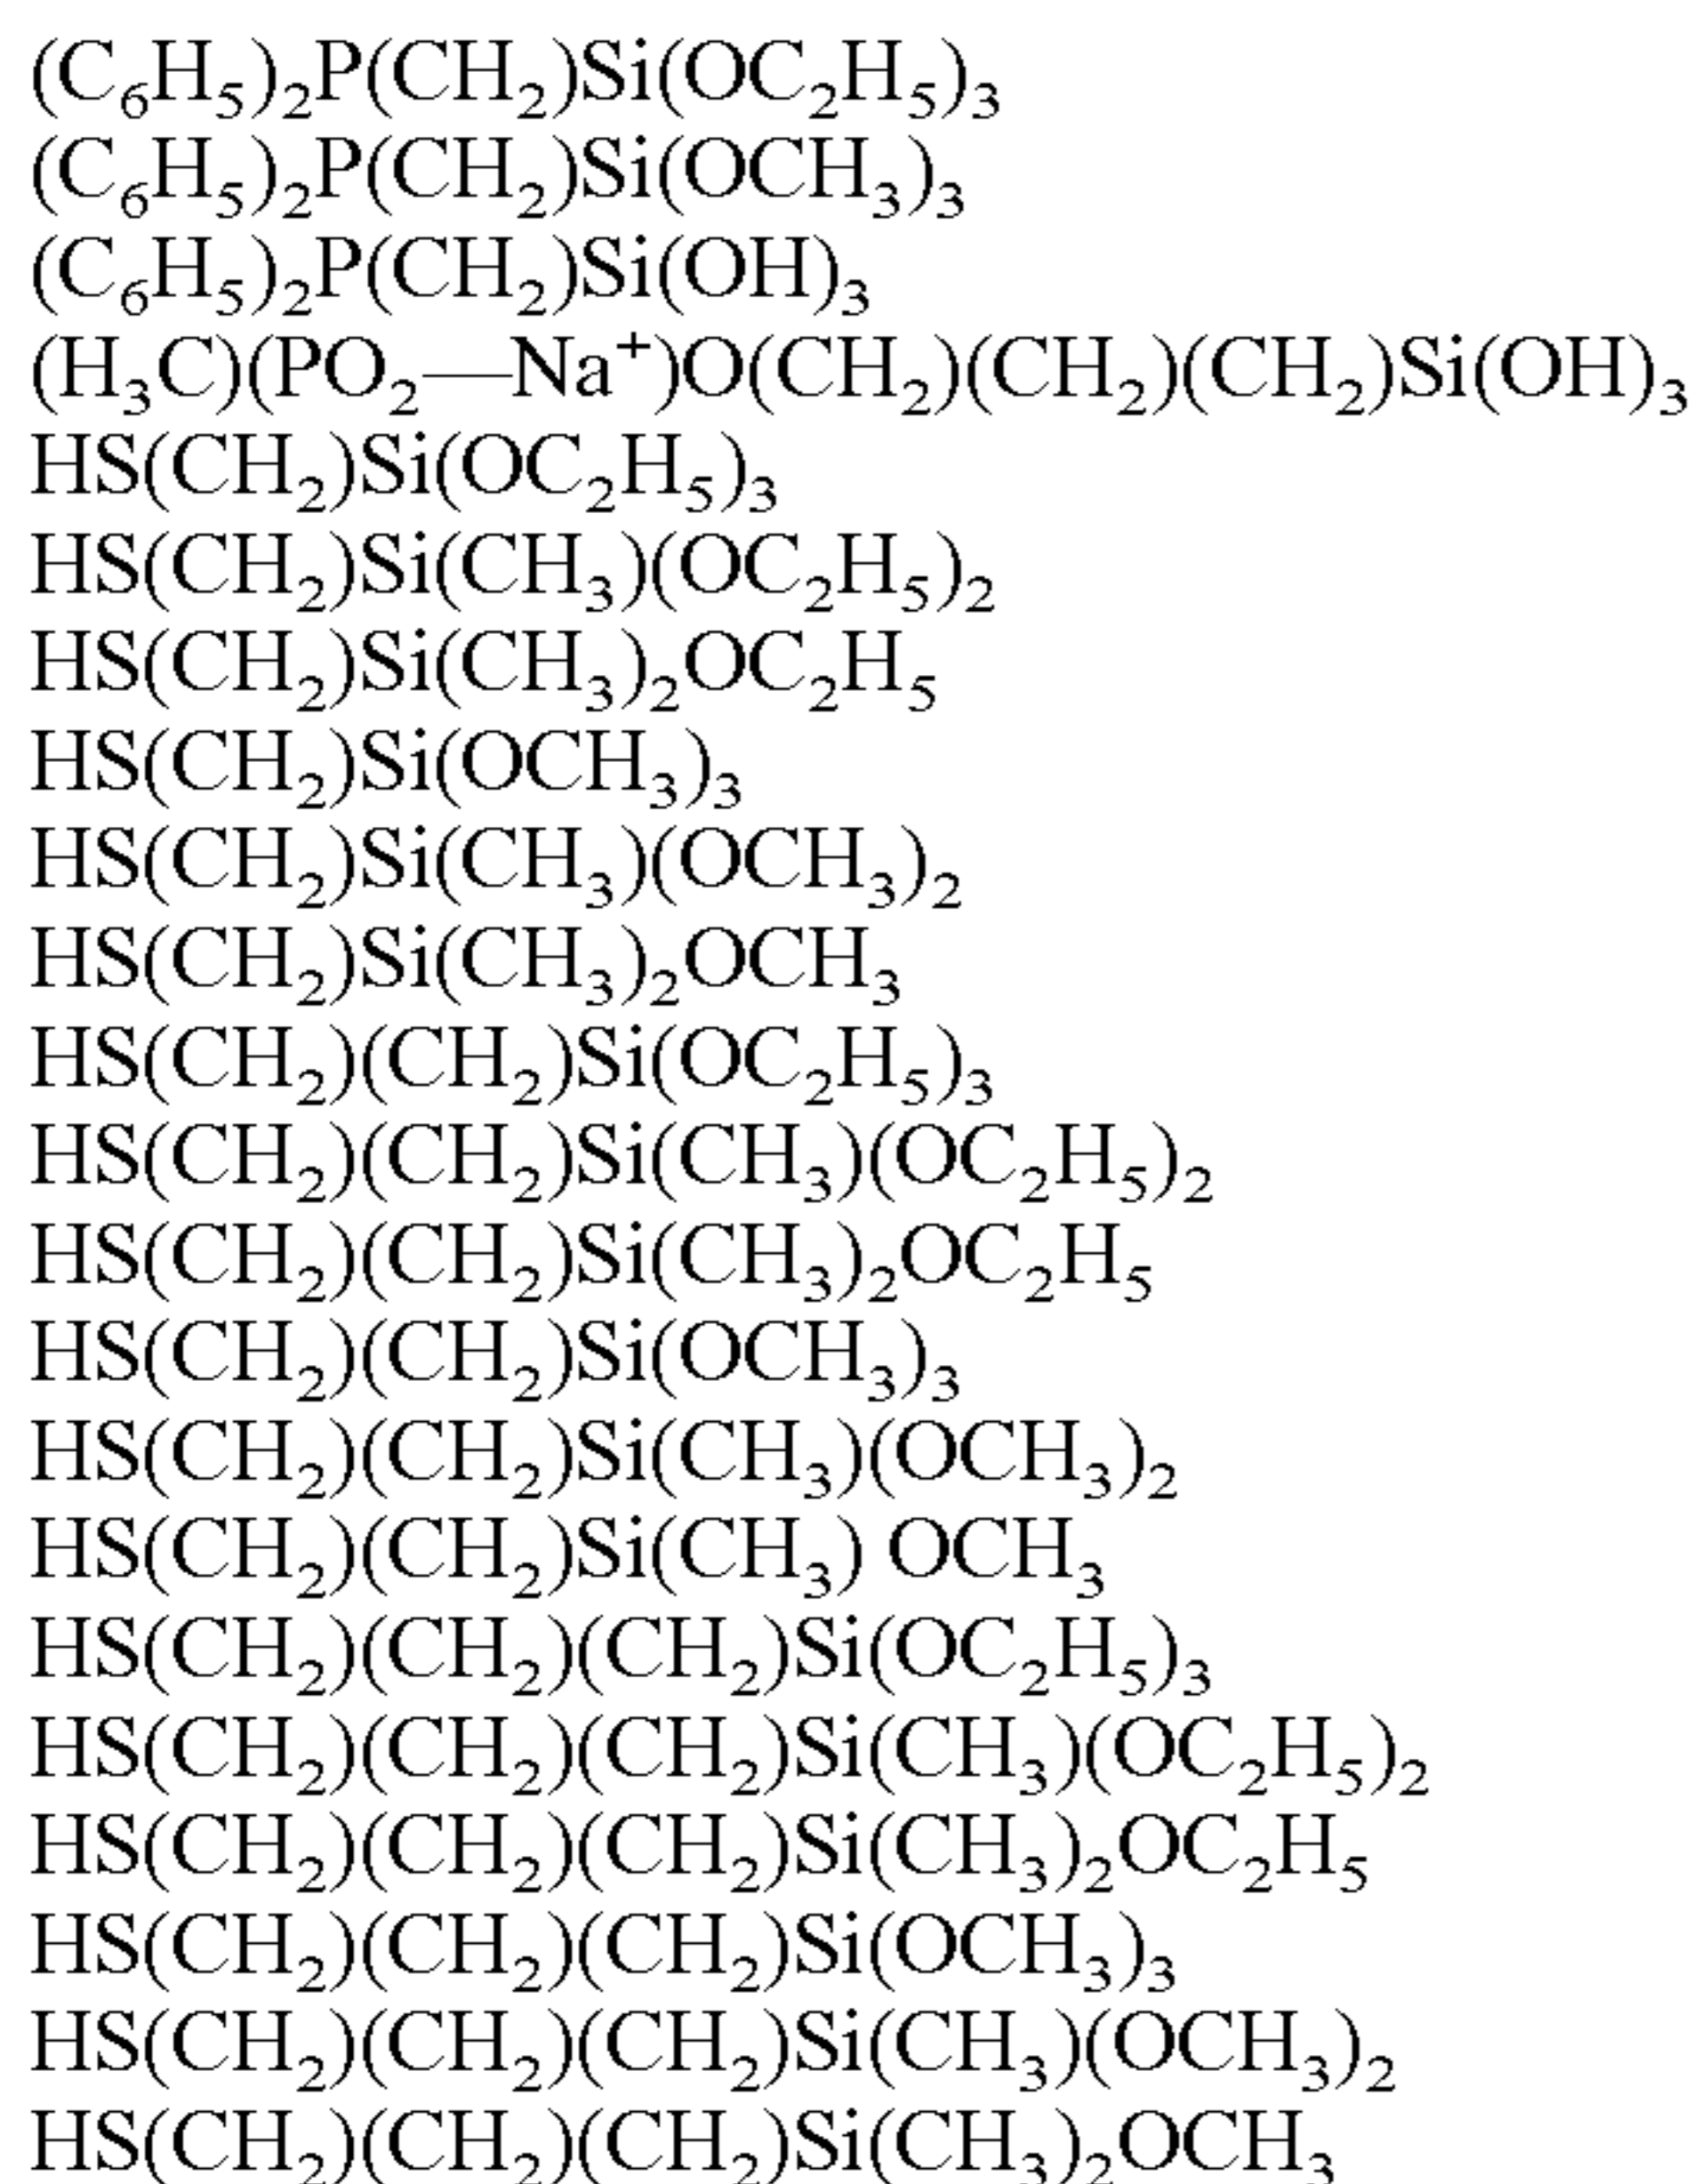 (C₆H₅)₂P(CH₂)Si(OC₂H₅)₃
(C₆H₅)₂P(CH₂)Si(OCH₃)₃
(C₆H₅)₂P(CH₂)Si(OH)₃
(H₃C)(PO₂—Na⁺)O(CH₂)(CH₂)(CH₂)Si(OH)₃
HS(CH₂)Si(OC₂H₅)₃
HS(CH₂)Si(CH₃)(OC₂H₅)₂
HS(CH₂)Si(CH₃)₂OC₂H₅
HS(CH₂)Si(OCH₃)₃
HS(CH₂)Si(CH₃)(OCH₃)₂
HS(CH₂)Si(CH₃)₂OCH₃
HS(CH₂)(CH₂)Si(OC₂H₅)₃
HS(CH₂)(CH₂)Si(CH₃)(OC₂H₅)₂
HS(CH₂)(CH₂)Si(CH₃)₂OC₂H₅
HS(CH₂)(CH₂)Si(OCH₃)₃
HS(CH₂)(CH₂)Si(CH₃)(OCH₃)₂
HS(CH₂)(CH₂)Si(CH₃) OCH₃
HS(CH₂)(CH₂)(CH₂)Si(OC₂H₅)₃
HS(CH₂)(CH₂)(CH₂)Si(CH₃)(OC₂H₅)₂
HS(CH₂)(CH₂)(CH₂)Si(CH₃)₂OC₂H₅
HS(CH₂)(CH₂)(CH₂)Si(OCH₃)₃
HS(CH₂)(CH₂)(CH₂)Si(CH₃)(OCH₃)₂
HS(CH₂)(CH₂)(CH₂)Si(CH₃)₂OCH₃